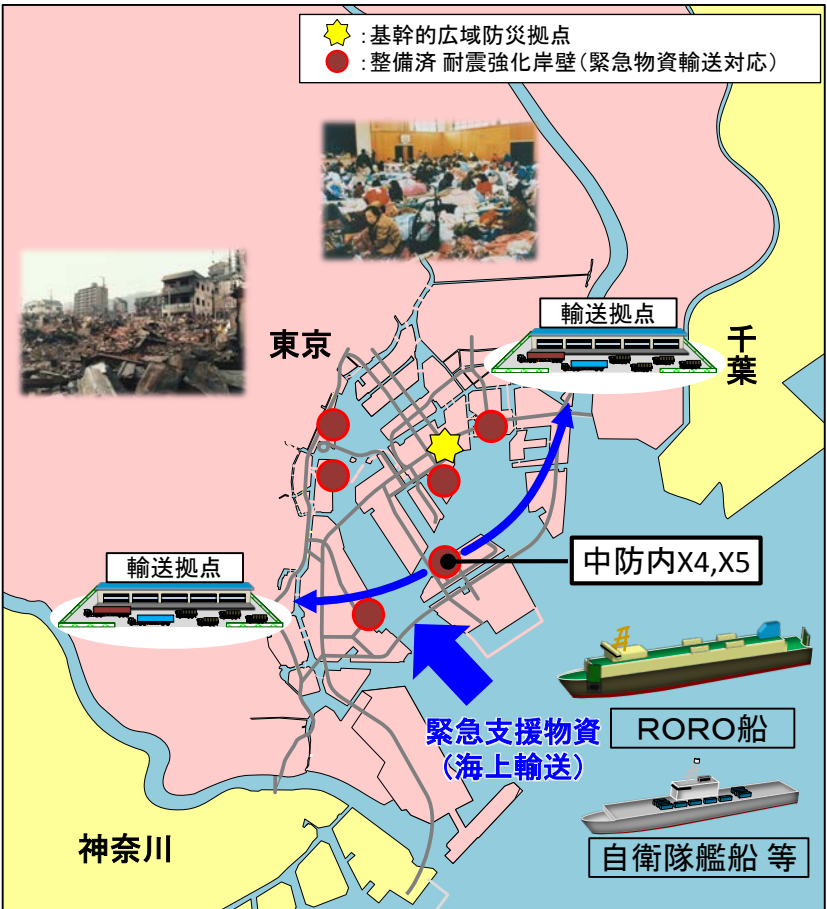 ：基幹的広域防災拠点
：整備済 耐震強化岸壁（緊急物資輸送対応）
輸送拠点
東京
千葉
中防内X4,X5
輸送拠点
緊急支援物資
（海上輸送）
RORO船
自衛隊艦船 等
神奈川